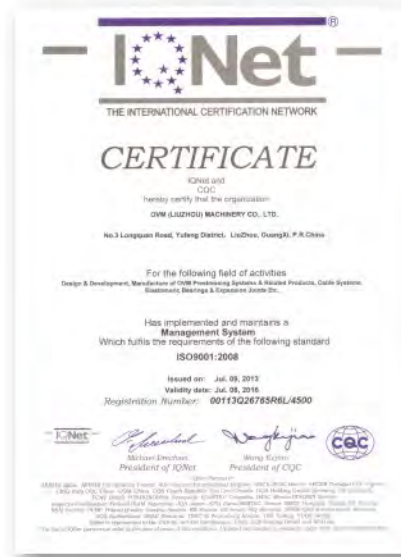 IQNet ®
THE INTERNATIONAL CERTIFICATION NETWORK
CERTIFICATE
IQNet and
CQC
hereby certify that the organization
OVM (LIUZHOU) MACHINERY CO., LTD.
No.3 Longquan Road, Yufeng District, LiuZhou, GuangXi, P.R.China
For the following field of activities
Design & Development, Manufacture of OVM Prestressing Systems & Related Products, Cable Systems
Elastomeric Bearings & Expansion Joints Etc.
Has implemented and maintains a
Management System
Which fulfils the requirements of the following standard
ISO9001:2008
Issued on: Jul. 09, 2013
Validity date: Jul. 08, 2016
Registration Number: 00113Q26765R6L/4500
IQNet
CQC
Michael Drechsel
President of IQNet
Wang Kejiao
President of CQC